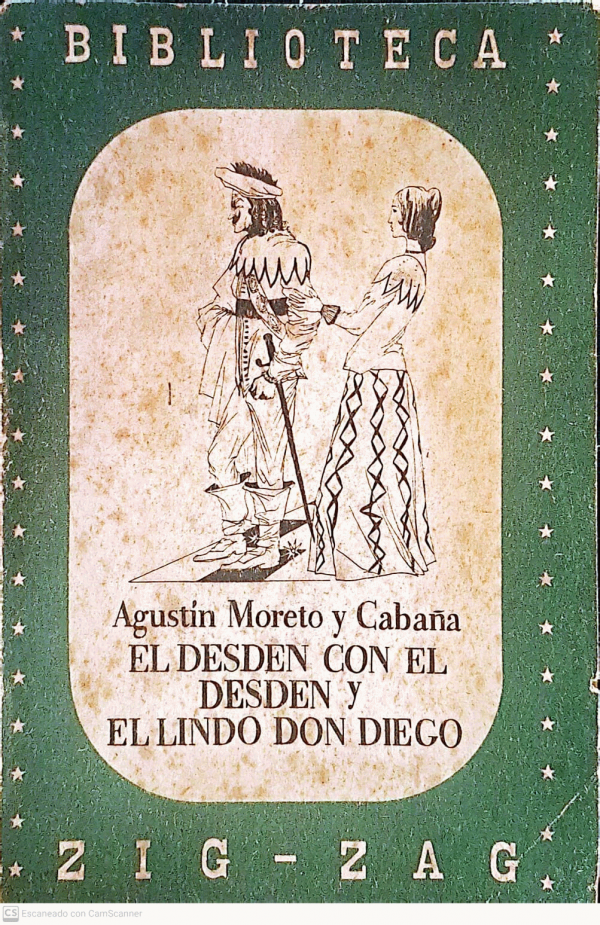 BIBLIOTECA
Agustín Moreto y Cabaña
EL DESDEN CON EL
DESDEN y
EL LINDO DON DIEGO
ZIG-ZAG
CS Escaneado con CamScanner